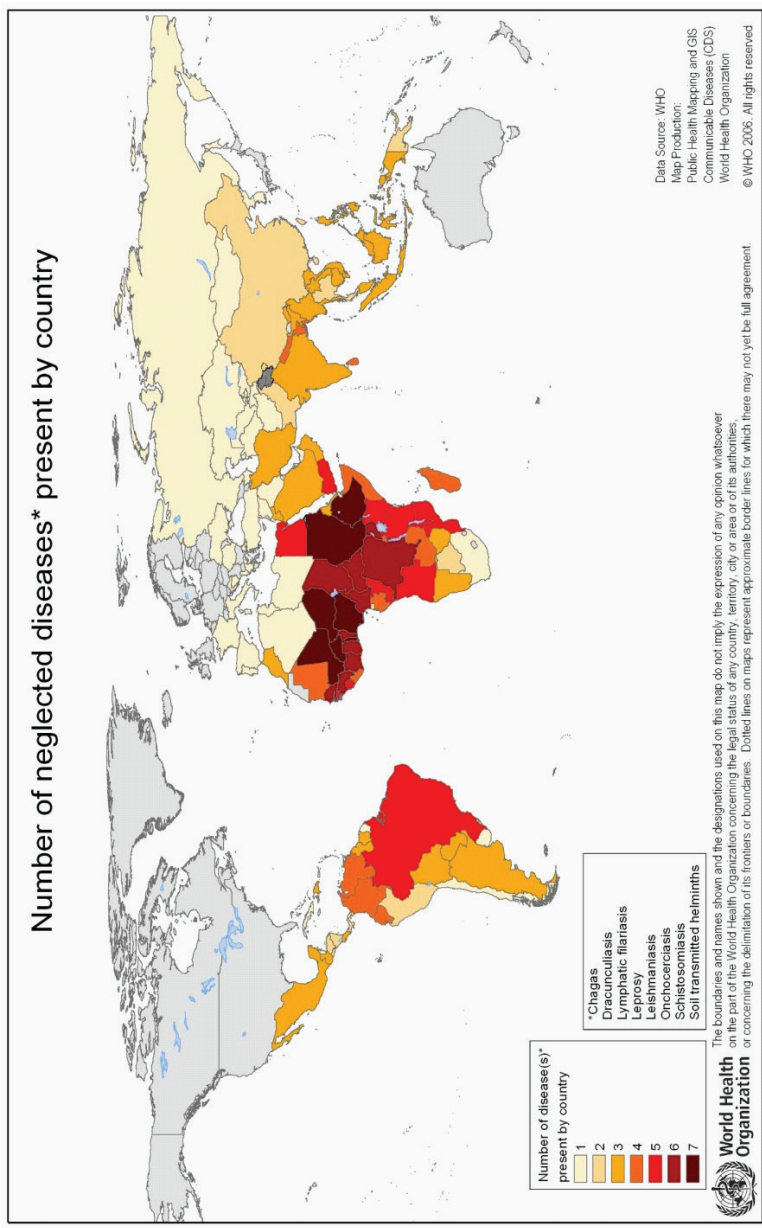 Number of neglected diseases* present by country
Number of disease(s)*
present by country
1
2
3
4
5
6
7
*Chagas
Dracunculiasis
Lymphatic filariasis
Leprosy
Leishmaniasis
Onchocerciasis
Schistosomiasis
Soil transmitted helminths
Data Source: WHO
Map Production:
Public Health Mapping and GIS
Communicable Diseases (CDS)
World Health Organization
© WHO 2006. All rights reserved
World Health
Organization
The boundaries and names shown and the designations used on this map do not imply the expression of any opinion whatsoever
on the part of the World Health Organization concerning the legal status of any country, territory, city or area or of its authorities,
or concerning the delimitation of its frontiers or boundaries. Dotted lines on maps represent approximate border lines for which there may not yet be full agreement.